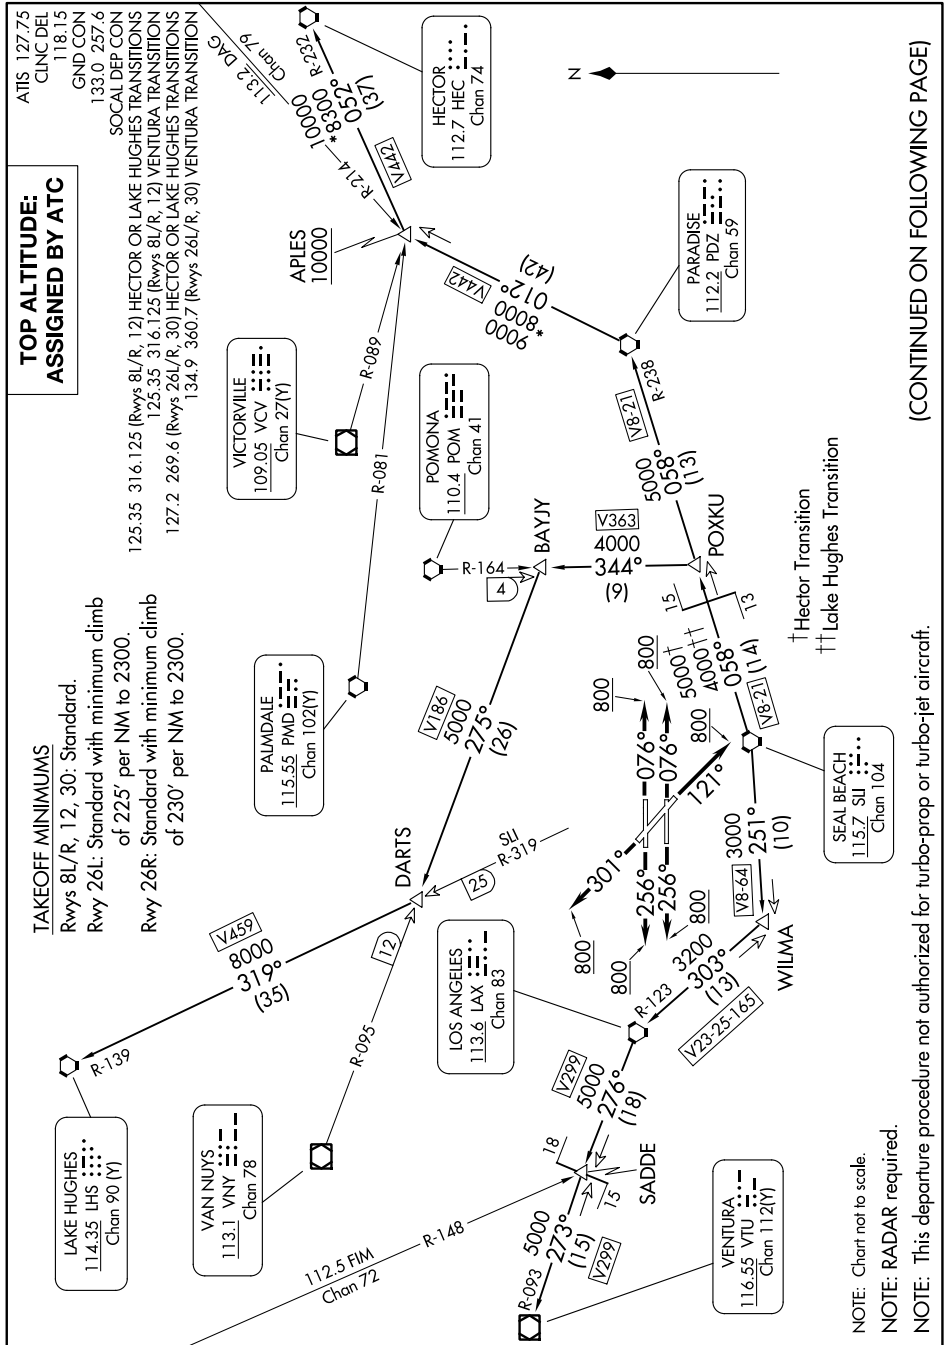 TOP ALTITUDE:
ASSIGNED BY ATC
ATIS 127.75
CLNC DEL
118.15
GND CON
133.0 257.6
SOCAL DEP CON
125.35 316.125 (Rwys 8L/R, 12) HECTOR OR LAKE HUGHES TRANSITIONS
125.35 316.125 (Rwys 8L/R, 12) VENTURA TRANSITION
127.2 269.6 (Rwys 26L/R, 30) HECTOR OR LAKE HUGHES TRANSITIONS
134.9 360.7 (Rwys 26L/R, 30) VENTURA TRANSITION
TAKEOFF MINIMUMS
Rwys 8L/R, 12, 30: Standard.
Rwy 26L: Standard with minimum climb
of 225' per NM to 2300.
Rwy 26R: Standard with minimum climb
of 230' per NM to 2300.
LAKE HUGHES
114.35 LHS
Chan 90 (Y)
R-139
V459
8000
319°
(35)
VAN NUYS
113.1 VNY
Chan 78
R-095
12
DARTS
25
SLI
R-319
PALMDALE
115.55 PMD
Chan 102(Y)
R-081
VICTORVILLE
109.05 VCV
Chan 27(Y)
R-089
APLES
10000
113.2 DAG
Chan 79
R-214
10000
*8300
052°
(37)
V442
R-232
HECTOR
112.7 HEC
Chan 74
N
V442
9000
*8000
012°
(42)
PARADISE
112.2 PDZ
Chan 59
R-238
V8-21
5000
058°
(13)
POMONA
110.4 POM
Chan 41
R-164
4
BAYJY
V363
4000
344°
(9)
POXKU
V186
5000
275°
(26)
15
13
5000†
4000††
058°
(14)
V8-21
†Hector Transition
††Lake Hughes Transition
800
800
800
076°
076°
121°
301°
256°
256°
800
800
800
SEAL BEACH
115.7 SLI
Chan 104
V8-64
3000
251°
(10)
WILMA
3200
303°
(13)
V23-25-165
R-123
LOS ANGELES
113.6 LAX
Chan 83
V299
5000
276°
(18)
18
15
SADDE
112.5 FIM
Chan 72
R-148
5000
273°
(15)
V299
R-093
VENTURA
116.55 VTU
Chan 112(Y)
NOTE: Chart not to scale.
NOTE: RADAR required.
NOTE: This departure procedure not authorized for turbo-prop or turbo-jet aircraft.
(CONTINUED ON FOLLOWING PAGE)